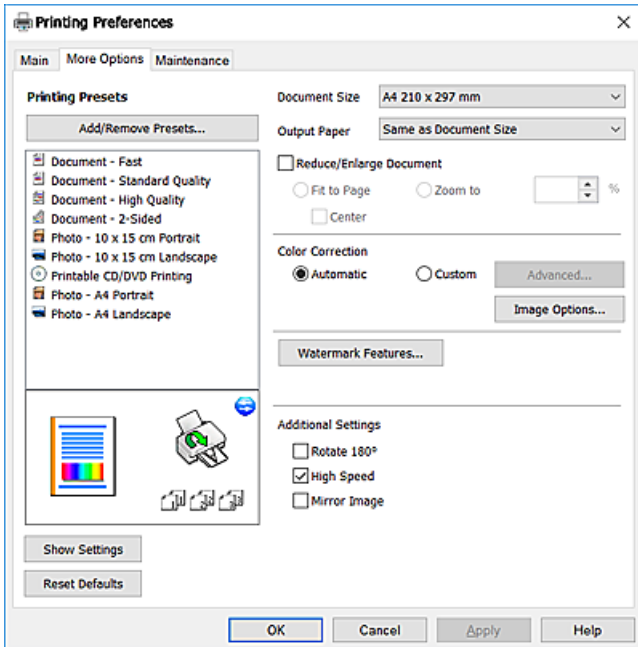 Printing Preferences
Main More Options Maintenance
Printing Presets
Add/Remove Presets...
Document - Fast
Document - Standard Quality
Document - High Quality
Document - 2-Sided
Photo - 10 x 15 cm Portrait
Photo - 10 x 15 cm Landscape
Printable CD/DVD Printing
Photo - A4 Portrait
Photo - A4 Landscape
Show Settings
Reset Defaults
Document Size A4 210 x 297 mm
Output Paper Same as Document Size
Reduce/Enlarge Document
Fit to Page Zoom to %
Center
Color Correction
Automatic Custom Advanced...
Image Options...
Watermark Features...
Additional Settings
Rotate 180º
High Speed
Mirror Image
OK Cancel Apply Help